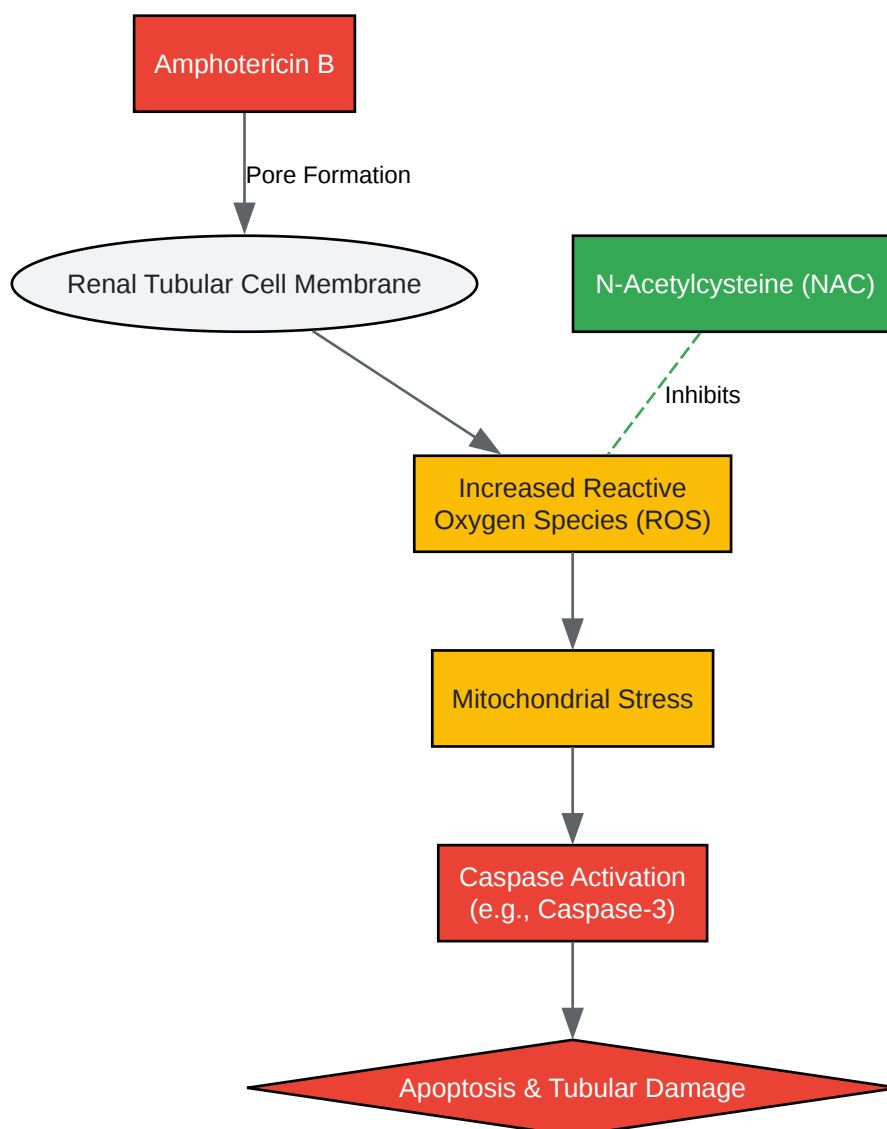 Amphotericin B
Pore Formation
Renal Tubular Cell Membrane
N-Acetylcysteine (NAC)
Inhibits
Increased Reactive
Oxygen Species (ROS)
Mitochondrial Stress
Caspase Activation
(e.g., Caspase-3)
Apoptosis & Tubular Damage